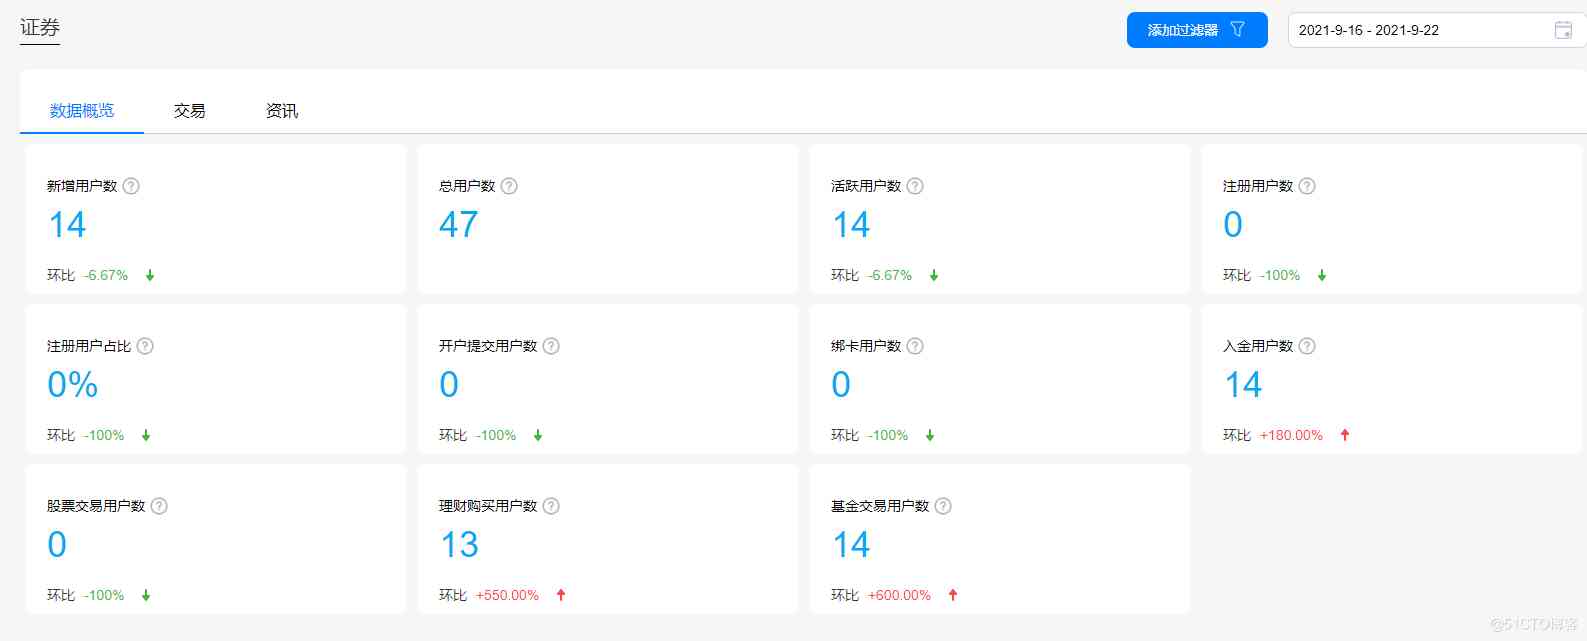 证券
添加过滤器
2021-9-16 - 2021-9-22
数据概览 交易 资讯
新增用户数 ?
14
环比 -6.67%
总用户数 ?
47
活跃用户数 ?
14
环比 -6.67%
注册用户数 ?
0
环比 -100%
注册用户占比 ?
0%
环比 -100%
开户提交用户数 ?
0
环比 -100%
绑卡用户数 ?
0
环比 -100%
入金用户数 ?
14
环比 +180.00%
股票交易用户数 ?
0
环比 -100%
理财购买用户数 ?
13
环比 +550.00%
基金交易用户数 ?
14
环比 +600.00%
@51CTO博客